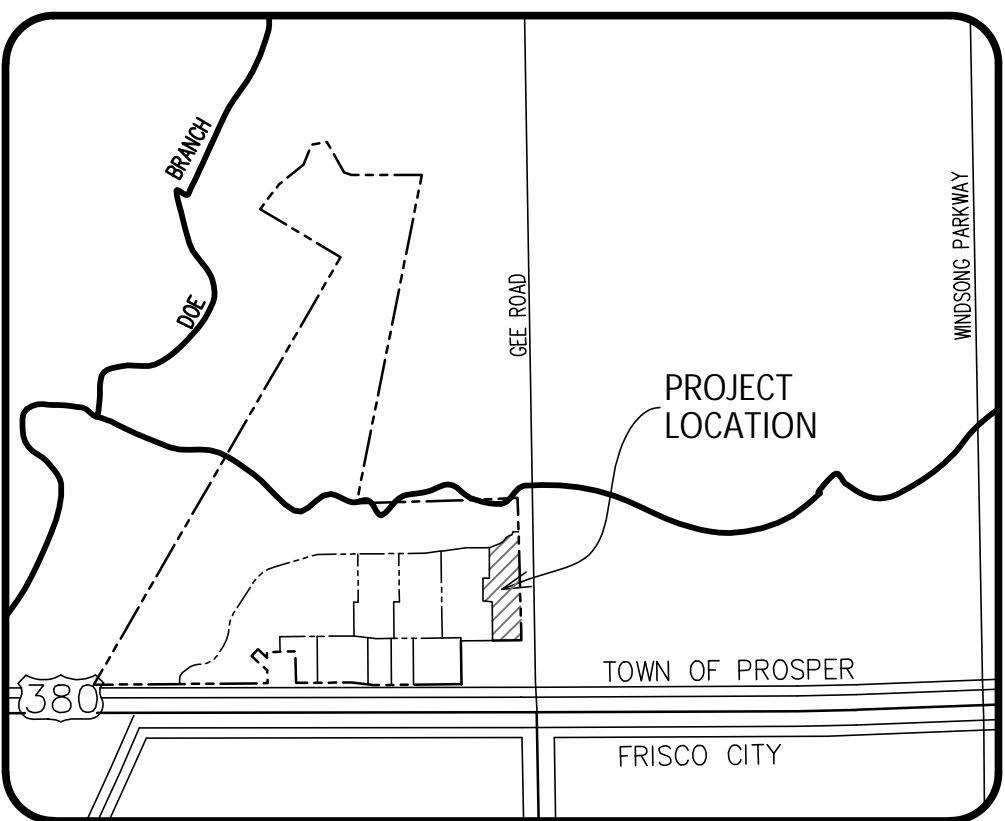 BRANCH
DOE
GEE ROAD
WINDSONG PARKWAY
PROJECT
LOCATION
TOWN OF PROSPER
380
FRISCO CITY